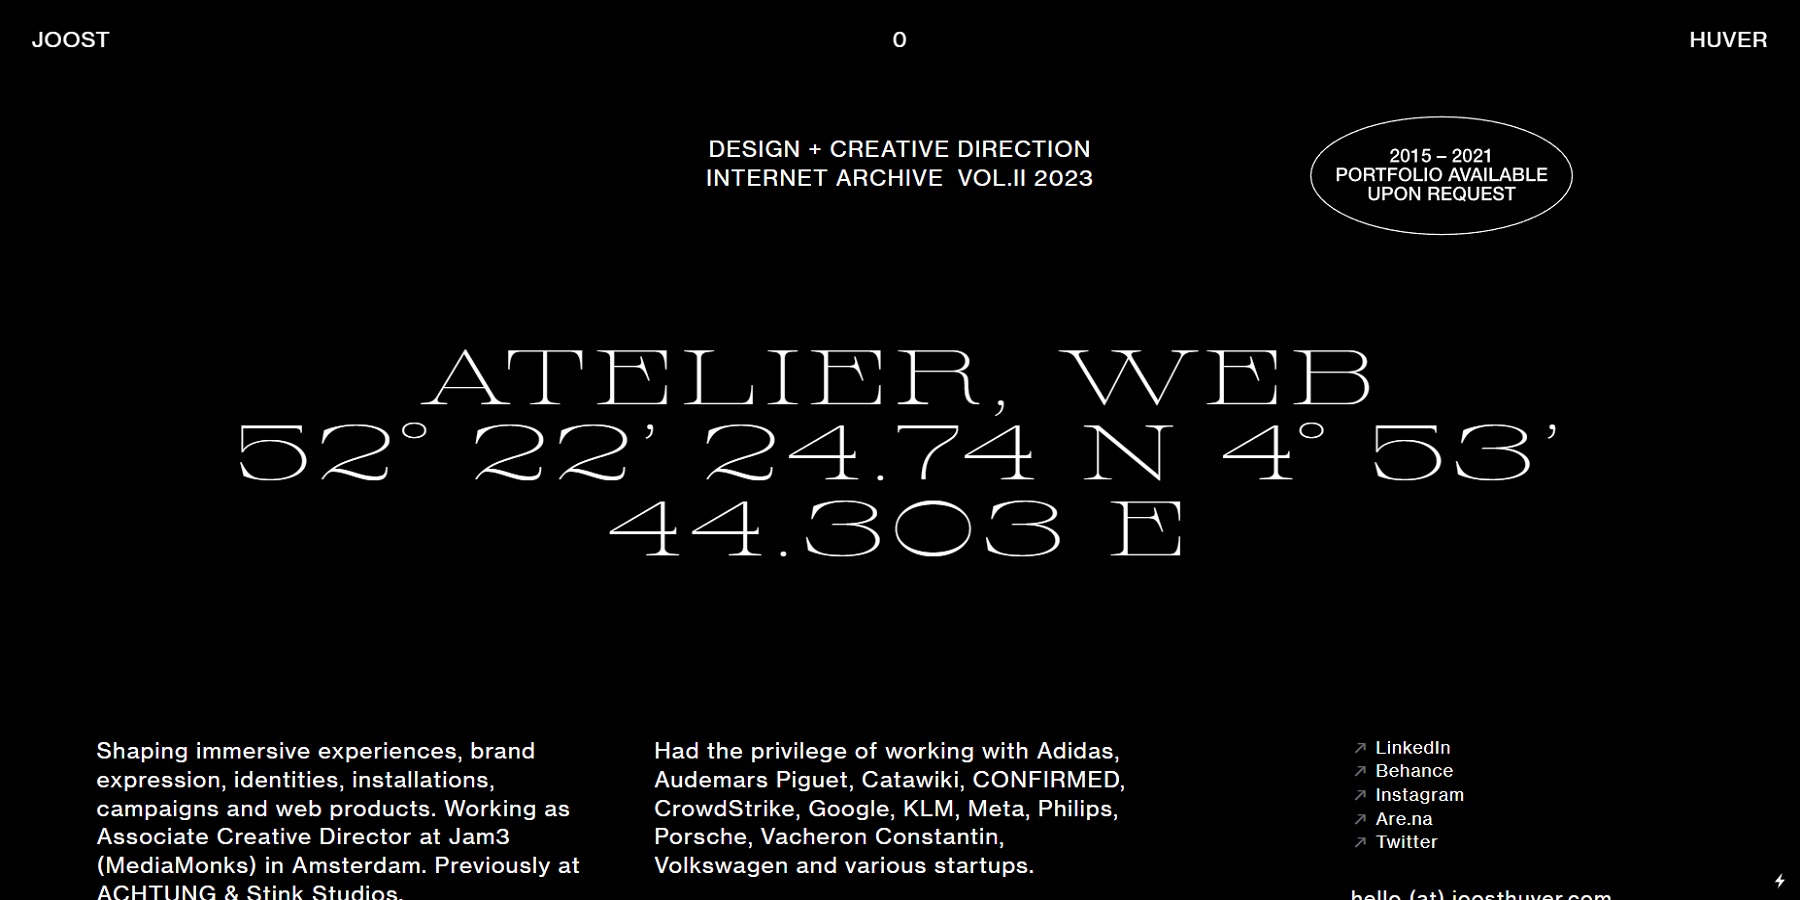 JOOST
0
HUVER
DESIGN + CREATIVE DIRECTION
INTERNET ARCHIVE VOL.II 2023
2015 – 2021
PORTFOLIO AVAILABLE
UPON REQUEST
ATELIER, WEB
52° 22’ 24.74 N 4° 53’
44.303 E
Shaping immersive experiences, brand
expression, identities, installations,
campaigns and web products. Working as
Associate Creative Director at Jam3
(MediaMonks) in Amsterdam. Previously at
ACHTUNG & Stink Studios.
Had the privilege of working with Adidas,
Audemars Piguet, Catawiki, CONFIRMED,
CrowdStrike, Google, KLM, Meta, Philips,
Porsche, Vacheron Constantin,
Volkswagen and various startups.
↗ LinkedIn
↗ Behance
↗ Instagram
↗ Are.na
↗ Twitter
hello (at) joosthuver.com